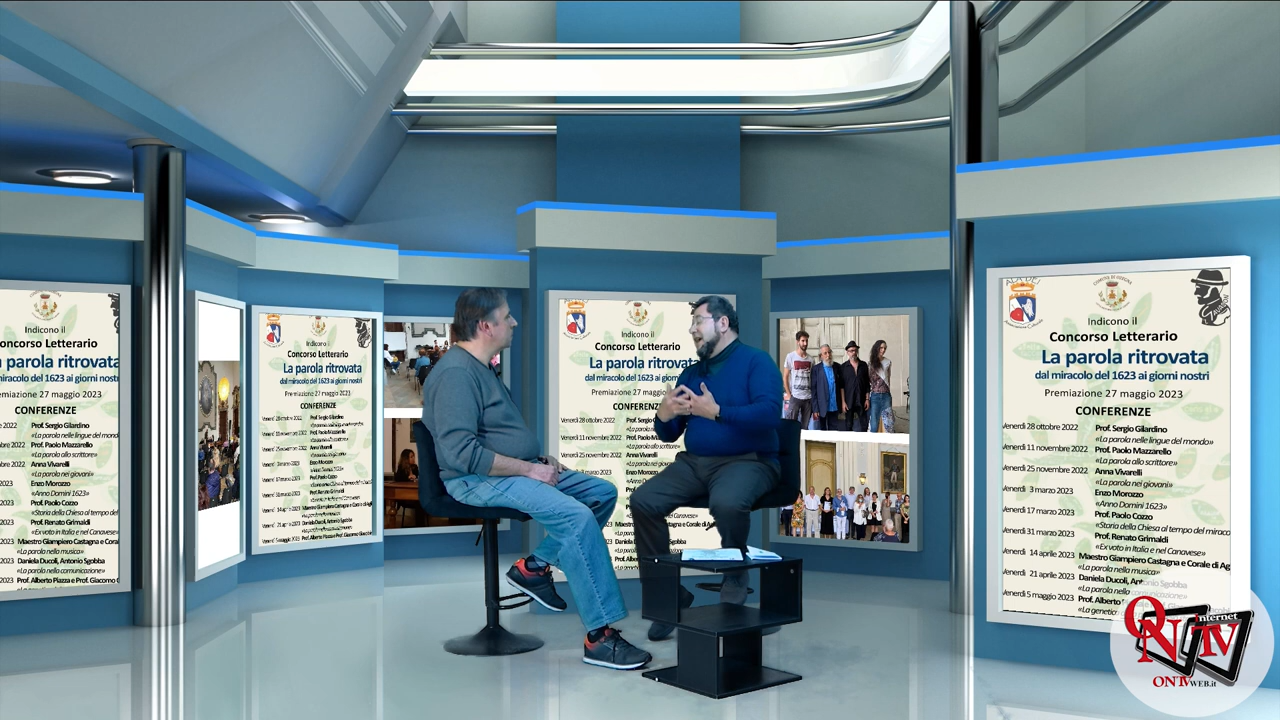 Indicono il
Concorso Letterario
La parola ritrovata
dal miracolo del 1623 ai giorni nostri
Premiazione 27 maggio 2023
CONFERENZE
Venerdì 28 ottobre 2022 Prof. Sergio Gilardino
«La parola nelle lingue del mondo»
Venerdì 11 novembre 2022 Prof. Paolo Mazzarello
«La parola allo scrittore»
Venerdì 25 novembre 2022 Anna Vivarelli
«La parola nei giovani»
Venerdì 3 marzo 2023 Enzo Morozzo
«Anno Domini 1623»
Venerdì 17 marzo 2023 Prof. Paolo Cozzo
«Storia della Chiesa al tempo del miraco
Venerdì 31 marzo 2023 Prof. Renato Grimaldi
«Ex voto in Italia e nel Canavese»
Venerdì 14 aprile 2023 Maestro Giampiero Castagna e Corale di Agl
«La parola nella musica»
Venerdì 21 aprile 2023 Daniela Ducoli, Antonio Sgobba
«La parola nella comunicazione»
Venerdì 5 maggio 2023 Prof. Alberto
«La genetic
ONTV
Internet
ONTVWEB.it